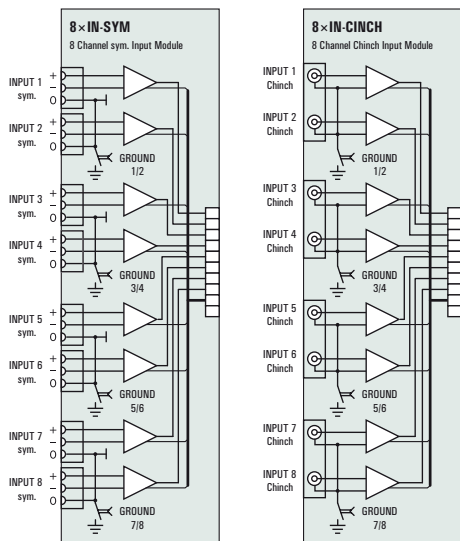 8×IN-SYM
8 Channel sym. Input Module
INPUT 1
sym.
+
–
0
INPUT 2
sym.
+
–
0
GROUND
1/2
INPUT 3
sym.
+
–
0
INPUT 4
sym.
+
–
0
GROUND
3/4
INPUT 5
sym.
+
–
0
INPUT 6
sym.
+
–
0
GROUND
5/6
INPUT 7
sym.
+
–
0
INPUT 8
sym.
+
–
0
GROUND
7/8
8×IN-CINCH
8 Channel Chinch Input Module
INPUT 1
Chinch
INPUT 2
Chinch
GROUND
1/2
INPUT 3
Chinch
INPUT 4
Chinch
GROUND
3/4
INPUT 5
Chinch
INPUT 6
Chinch
GROUND
5/6
INPUT 7
Chinch
INPUT 8
Chinch
GROUND
7/8